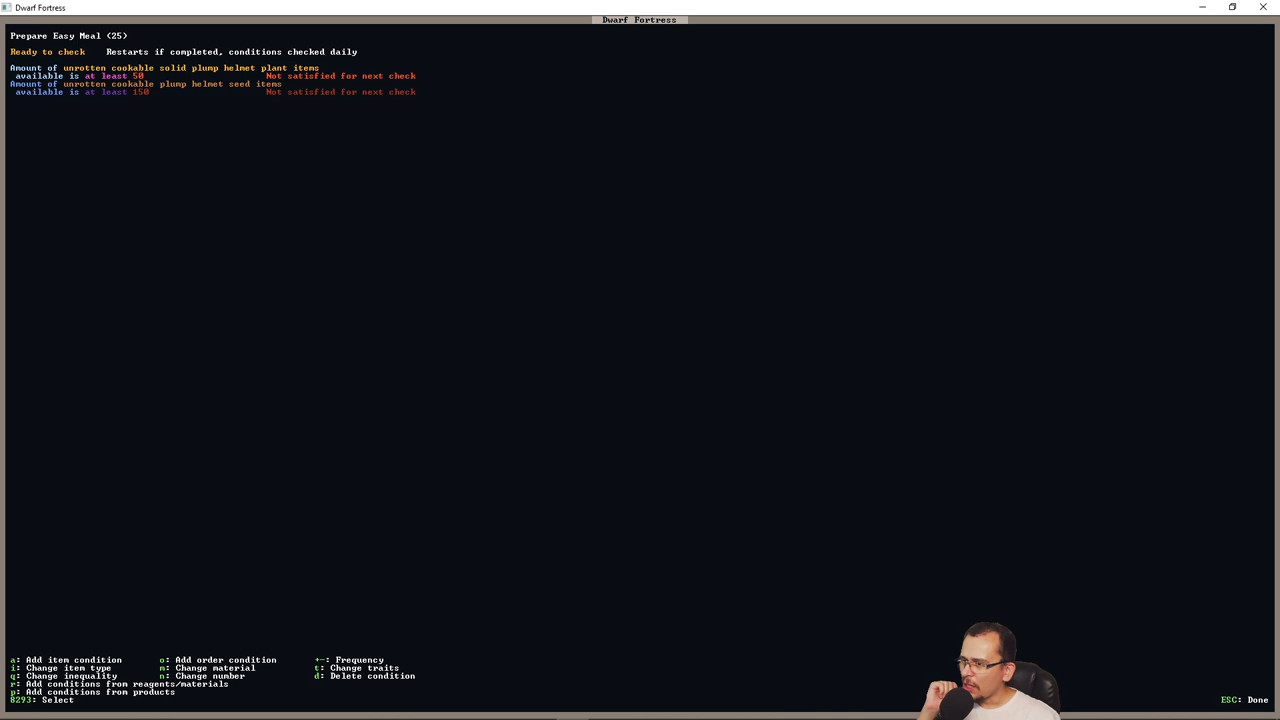 Dwarf Fortress
Dwarf Fortress
Prepare Easy Meal (25)
Ready to check Restarts if completed, conditions checked daily
Amount of unrotten cookable solid plump helmet plant items
available is at least 50 Not satisfied for next check
Amount of unrotten cookable plump helmet seed items
available is at least 150 Not satisfied for next check
a: Add item condition o: Add order condition +-: Frequency
i: Change item type m: Change material t: Change traits
q: Change inequality n: Change number d: Delete condition
r: Add conditions from reagents/materials
p: Add conditions from products
8293: Select ESC: Done